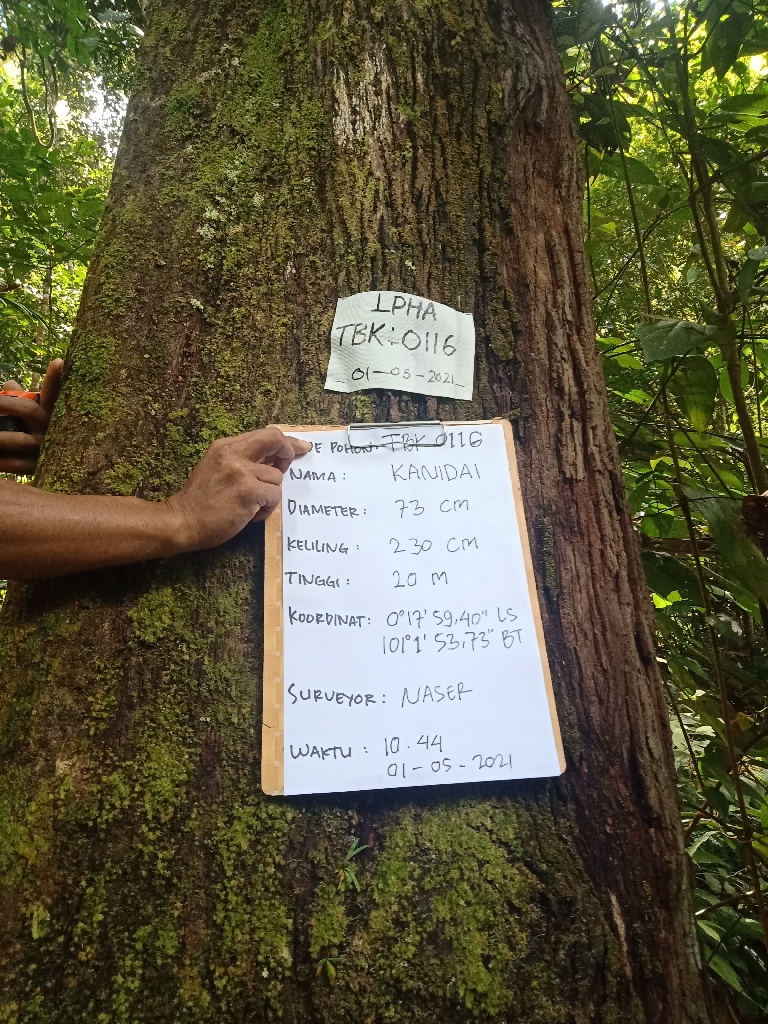 LPHA
TBK: 0116
01-05-2021
POHON: TBK 0116
NAMA : KANIDAI
DIAMETER : 73 CM
KELILING : 230 CM
TINGGI : 20 M
KOORDINAT : 0°17' 59,40" LS
101°1' 53,73" BT
SURVEYOR : NASER
WAKTU : 10.44
01-05-2021